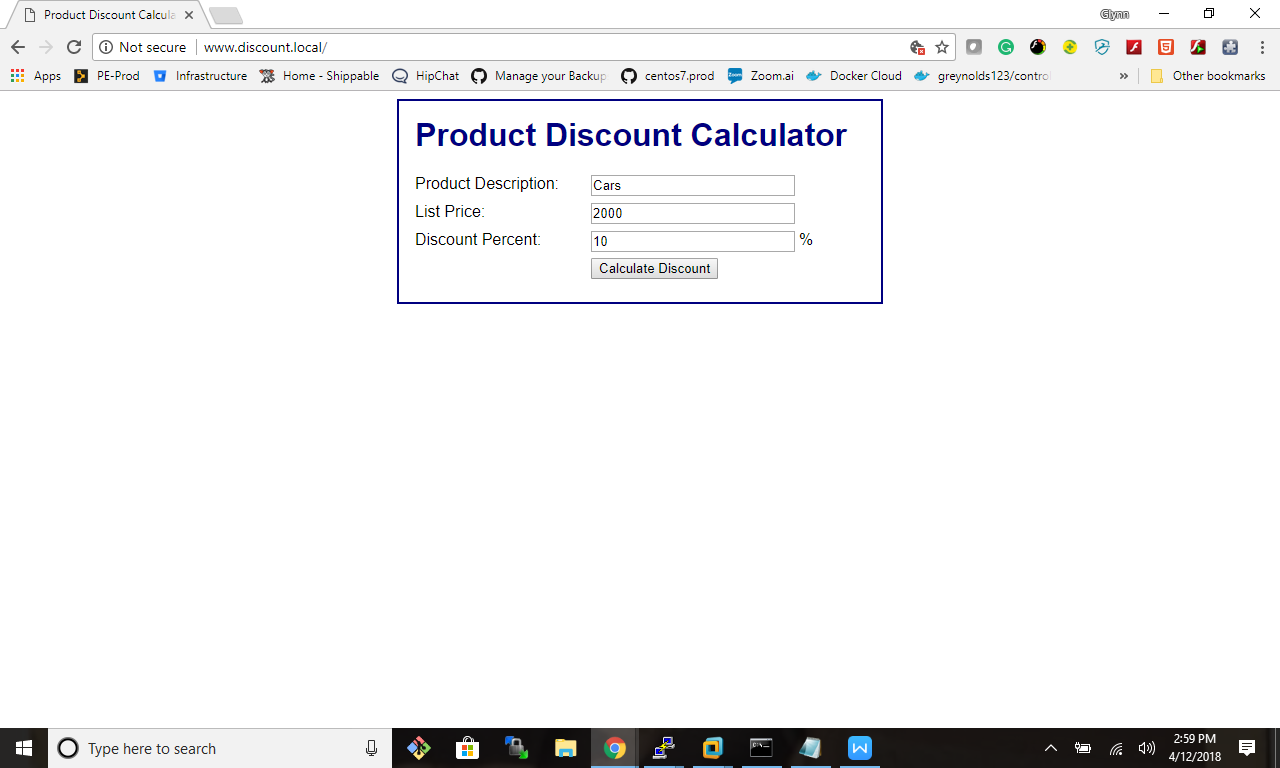 Product Discount Calcula
Glynn
Not secure
www.discount.local/
Apps
PE-Prod
Infrastructure
Home - Shippable
HipChat
Manage your Backup
centos7.prod
Zoom.ai
Docker Cloud
greynolds123/contro
»
Other bookmarks
Product Discount Calculator
Product Description: Cars
List Price: 2000
Discount Percent: 10 %
Calculate Discount
Type here to search
2:59 PM
4/12/2018